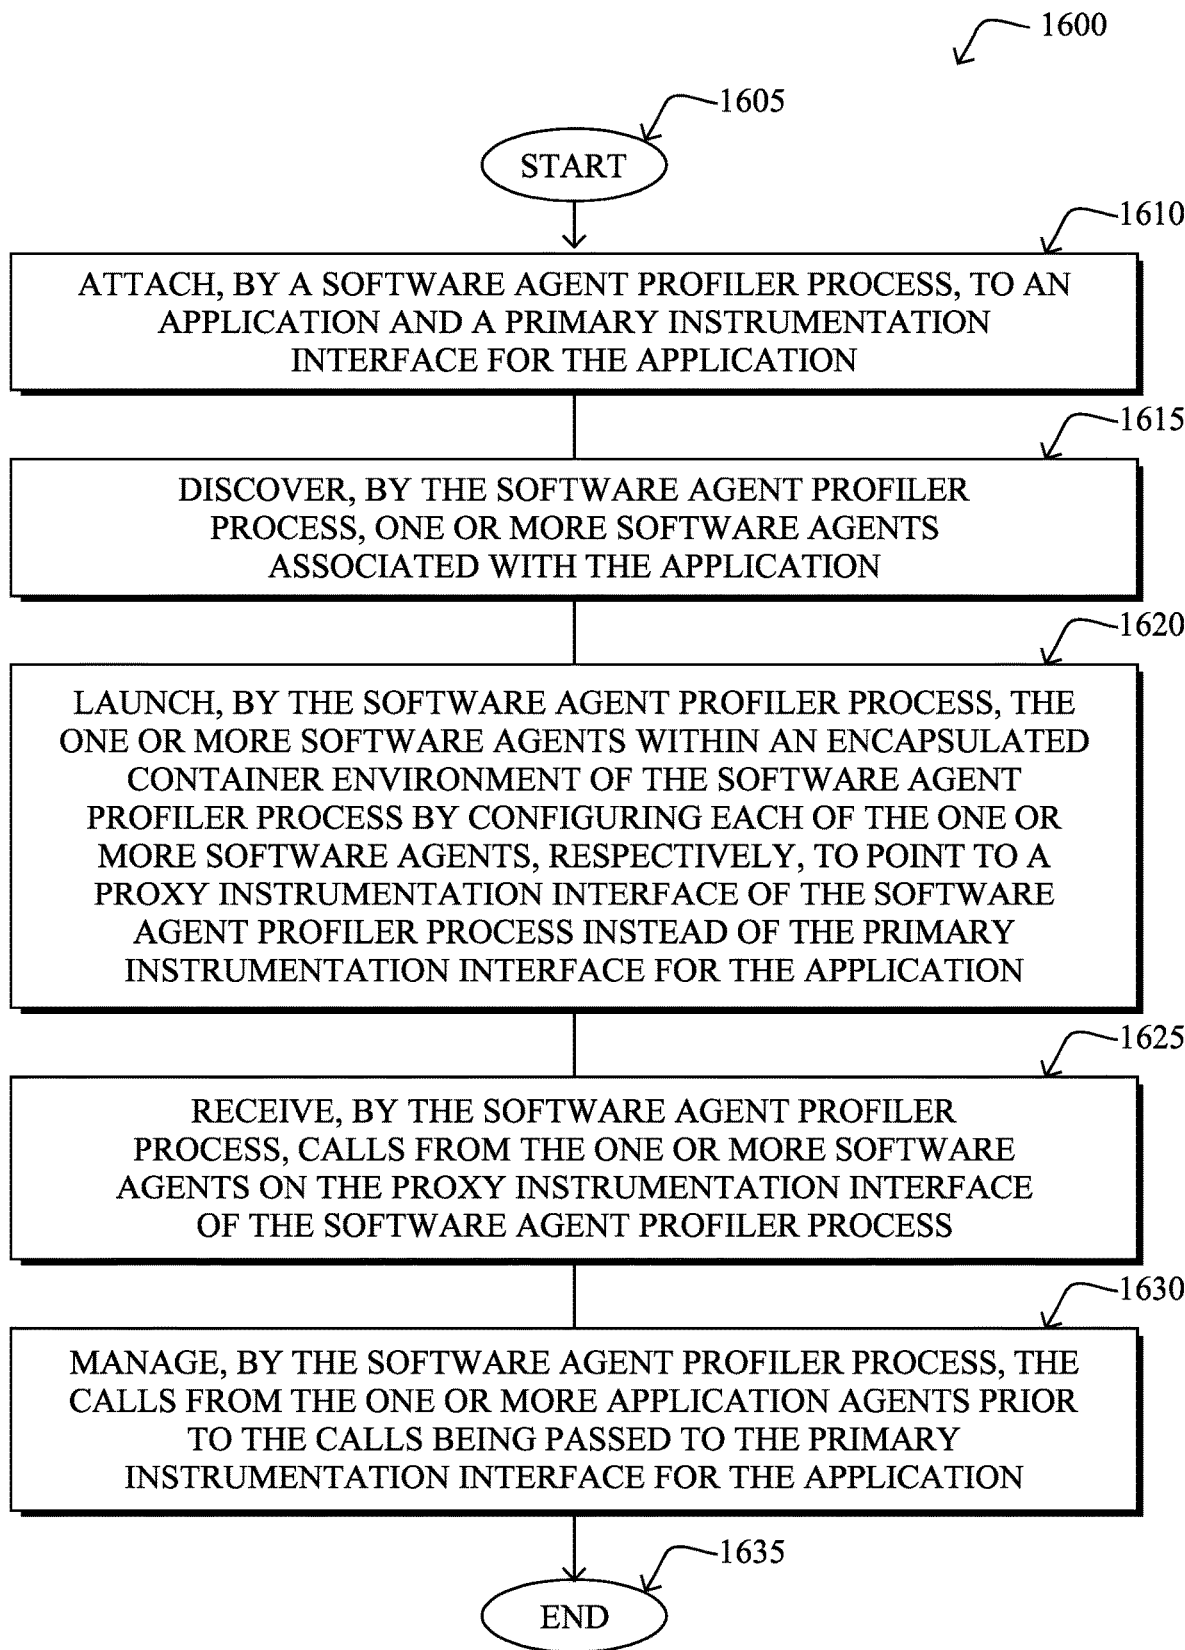 1600
1605
START
1610
ATTACH, BY A SOFTWARE AGENT PROFILER PROCESS, TO AN
APPLICATION AND A PRIMARY INSTRUMENTATION
INTERFACE FOR THE APPLICATION
1615
DISCOVER, BY THE SOFTWARE AGENT PROFILER
PROCESS, ONE OR MORE SOFTWARE AGENTS
ASSOCIATED WITH THE APPLICATION
1620
LAUNCH, BY THE SOFTWARE AGENT PROFILER PROCESS, THE
ONE OR MORE SOFTWARE AGENTS WITHIN AN ENCAPSULATED
CONTAINER ENVIRONMENT OF THE SOFTWARE AGENT
PROFILER PROCESS BY CONFIGURING EACH OF THE ONE OR
MORE SOFTWARE AGENTS, RESPECTIVELY, TO POINT TO A
PROXY INSTRUMENTATION INTERFACE OF THE SOFTWARE
AGENT PROFILER PROCESS INSTEAD OF THE PRIMARY
INSTRUMENTATION INTERFACE FOR THE APPLICATION
1625
RECEIVE, BY THE SOFTWARE AGENT PROFILER
PROCESS, CALLS FROM THE ONE OR MORE SOFTWARE
AGENTS ON THE PROXY INSTRUMENTATION INTERFACE
OF THE SOFTWARE AGENT PROFILER PROCESS
1630
MANAGE, BY THE SOFTWARE AGENT PROFILER PROCESS, THE
CALLS FROM THE ONE OR MORE APPLICATION AGENTS PRIOR
TO THE CALLS BEING PASSED TO THE PRIMARY
INSTRUMENTATION INTERFACE FOR THE APPLICATION
1635
END